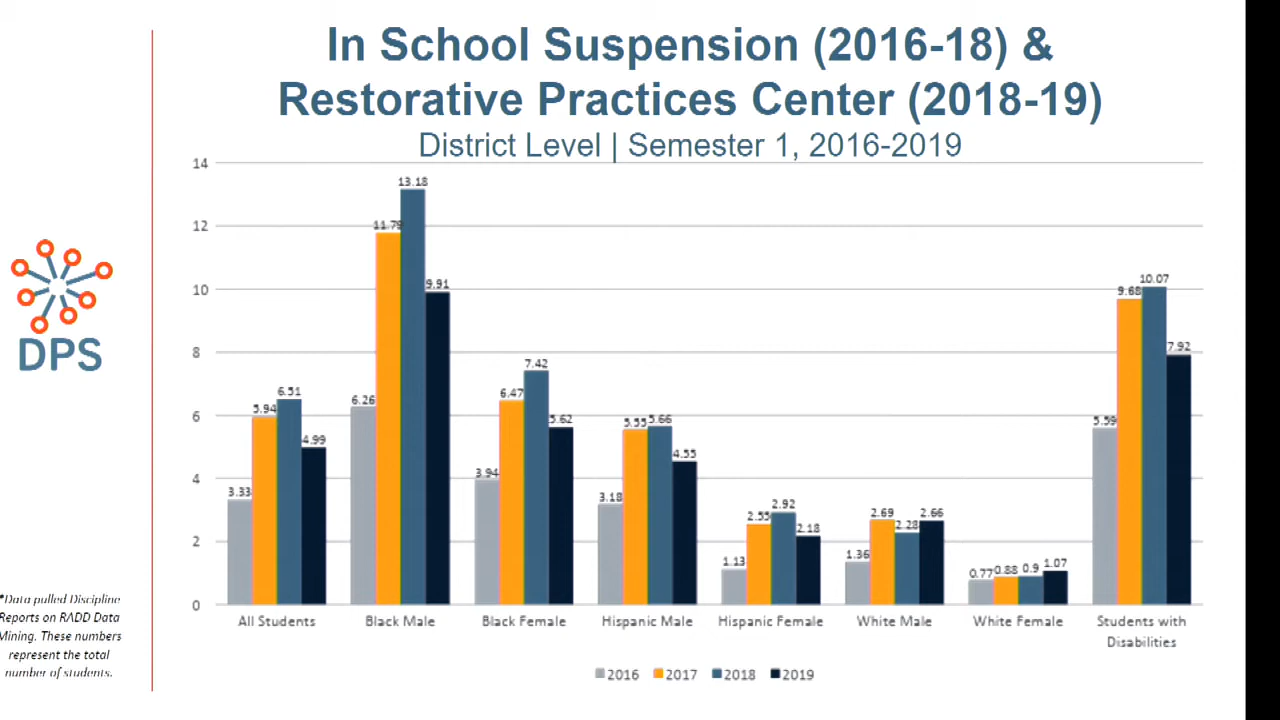 In School Suspension (2016-18) &
Restorative Practices Center (2018-19)
District Level | Semester 1, 2016-2019
14
12
10
8
6
4
2
0
3.33 5.94 6.51 4.99
6.26 11.79 13.18 9.91
3.94 6.47 7.42 5.62
3.18 5.55 5.66 4.55
1.13 2.55 2.92 2.18
1.36 2.69 2.28 2.66
0.77 0.88 0.9 1.07
5.59 9.68 10.07 7.92
All Students
Black Male
Black Female
Hispanic Male
Hispanic Female
White Male
White Female
Students with
Disabilities
2016 2017 2018 2019
DPS
*Data pulled Discipline
Reports on RADD Data
Mining. These numbers
represent the total
number of students.